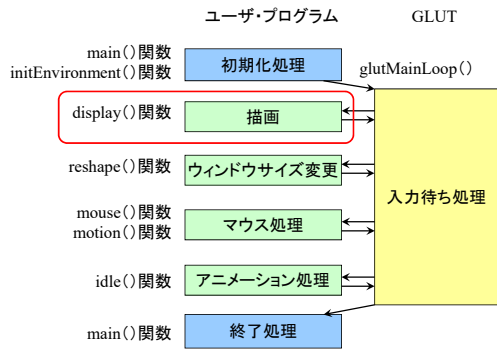 ユーザ・プログラム
GLUT
main()関数
initEnvironment()関数
初期化処理
glutMainLoop()
display()関数
描画
reshape()関数
ウィンドウサイズ変更
入力待ち処理
mouse()関数
motion()関数
マウス処理
idle()関数
アニメーション処理
main()関数
終了処理